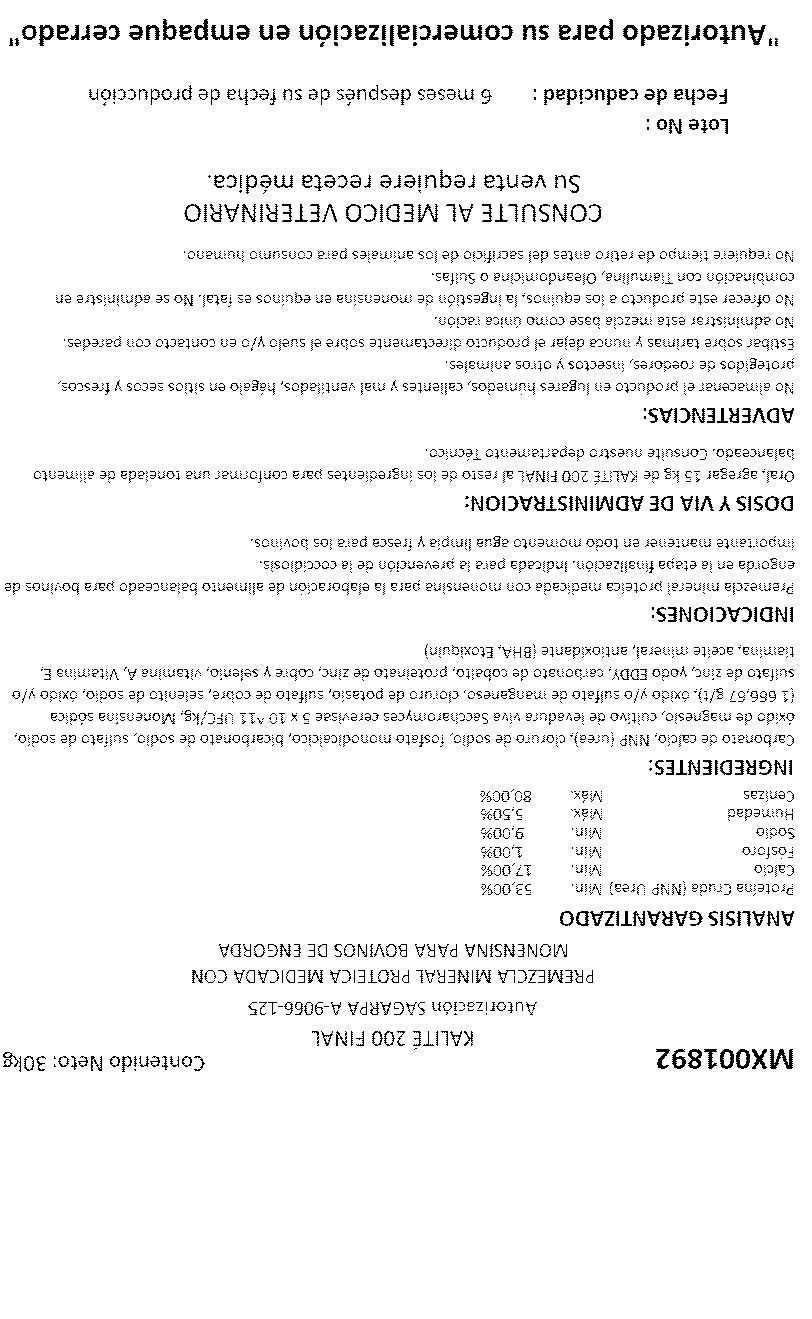 MX001892 Contenido Neto: 30kg
KALITÉ 200 FINAL
Autorización SAGARPA A-9066-125
PREMEZCLA MINERAL PROTEICA MEDICADA CON
MONENSINA PARA BOVINOS DE ENGORDA
ANALISIS GARANTIZADO
Proteína Cruda (NNP Urea) Mín. 53,00%
Calcio Mín. 17,00%
Fósforo Mín. 1,00%
Sodio Mín. 9,00%
Humedad Máx. 5,50%
Cenizas Máx. 80,00%
INGREDIENTES:
Carbonato de calcio, NNP (urea), cloruro de sodio, fosfato monodicalcico, bicarbonato de sodio, sulfato de sodio,
óxido de magnesio, cultivo de levadura viva Saccharomyces cerevisae 5 x 10 ^11 UFC/kg, Monensina sódica
(1 666,67 g/t), óxido y/o sulfato de manganeso, cloruro de potasio, sulfato de cobre, selenito de sodio, óxido y/o
sulfato de zinc, yodo EDDY, carbonato de cobalto, proteinato de zinc, cobre y selenio, vitamina A, Vitamina E,
tiamina, aceite mineral, antioxidante (BHA, Etoxiquin)
INDICACIONES:
Premezcla mineral proteica medicada con monensina para la elaboración de alimento balanceado para bovinos de
engorda en la etapa finalización. Indicada para la prevención de la coccidiosis.
Importante mantener en todo momento agua limpia y fresca para los bovinos.
DOSIS Y VIA DE ADMINISTRACION:
Oral, agregar 15 kg de KALITÉ 200 FINAL al resto de los ingredientes para conformar una tonelada de alimento
balanceado. Consulte nuestro departamento Técnico.
ADVERTENCIAS:
No almacenar el producto en lugares húmedos, calientes y mal ventilados, hágalo en sitios secos y frescos,
protegidos de roedores, insectos y otros animales.
Estibar sobre tarimas y nunca dejar el producto directamente sobre el suelo y/o en contacto con paredes.
No administrar esta mezcla base como única ración.
No ofrecer este producto a los equinos, la ingestión de monensina en equinos es fatal. No se administre en
combinación con Tiamulina, Oleandomicina o Sulfas.
No requiere tiempo de retiro antes del sacrificio de los animales para consumo humano.
CONSULTE AL MEDICO VETERINARIO
Su venta requiere receta médica.
Lote No :
Fecha de caducidad : 6 meses después de su fecha de producción
"Autorizado para su comercialización en empaque cerrado"